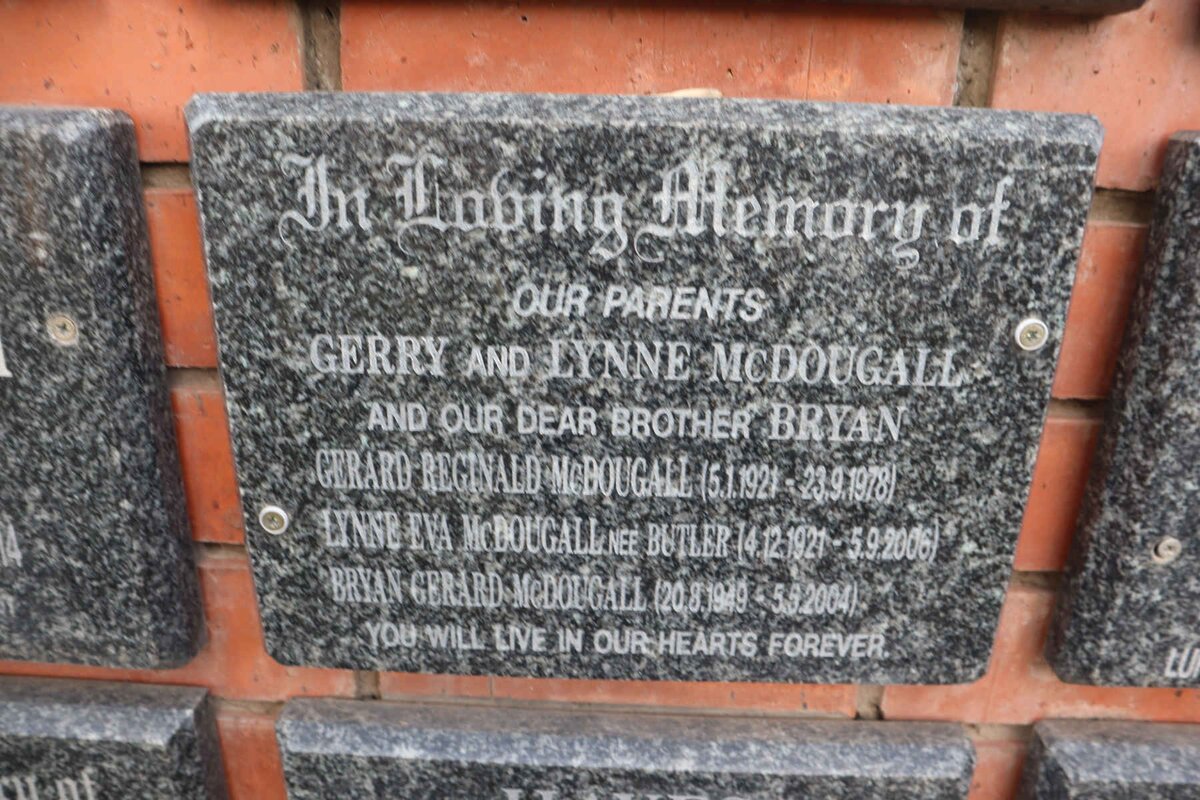 In Loving Memory of
OUR PARENTS
GERRY AND LYNNE McDOUGALL
AND OUR DEAR BROTHER BRYAN
GERARD REGINALD McDOUGALL (5.1.1921 - 23.9.1978)
LYNNE EVA McDOUGALL NEE BUTLER (4.12.1921 - 5.9.2006)
BRYAN GERARD McDOUGALL (20.8.1949 - 5.9.2004)
YOU WILL LIVE IN OUR HEARTS FOREVER.